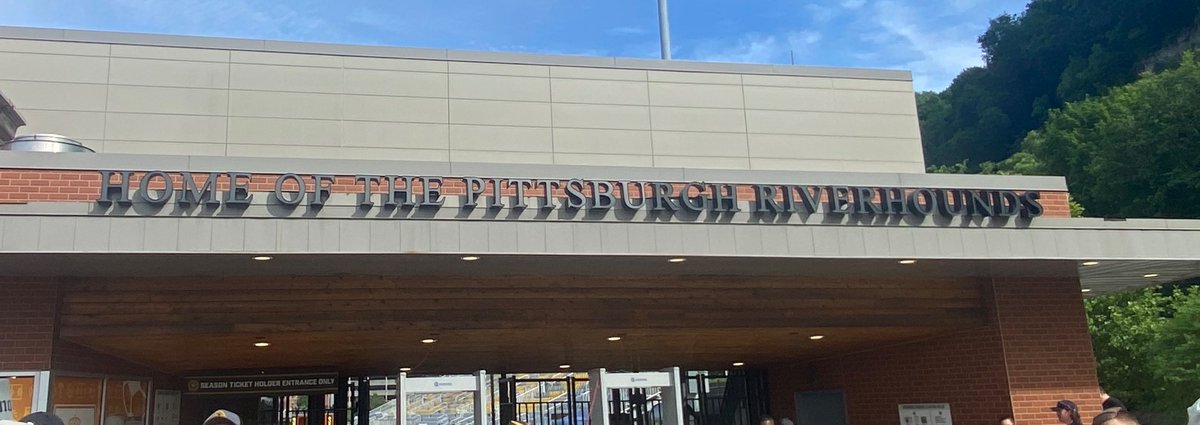 HOME OF THE PITTSBURGH RIVERHOUNDS
SEASON TICKET HOLDER ENTRANCE ONLY